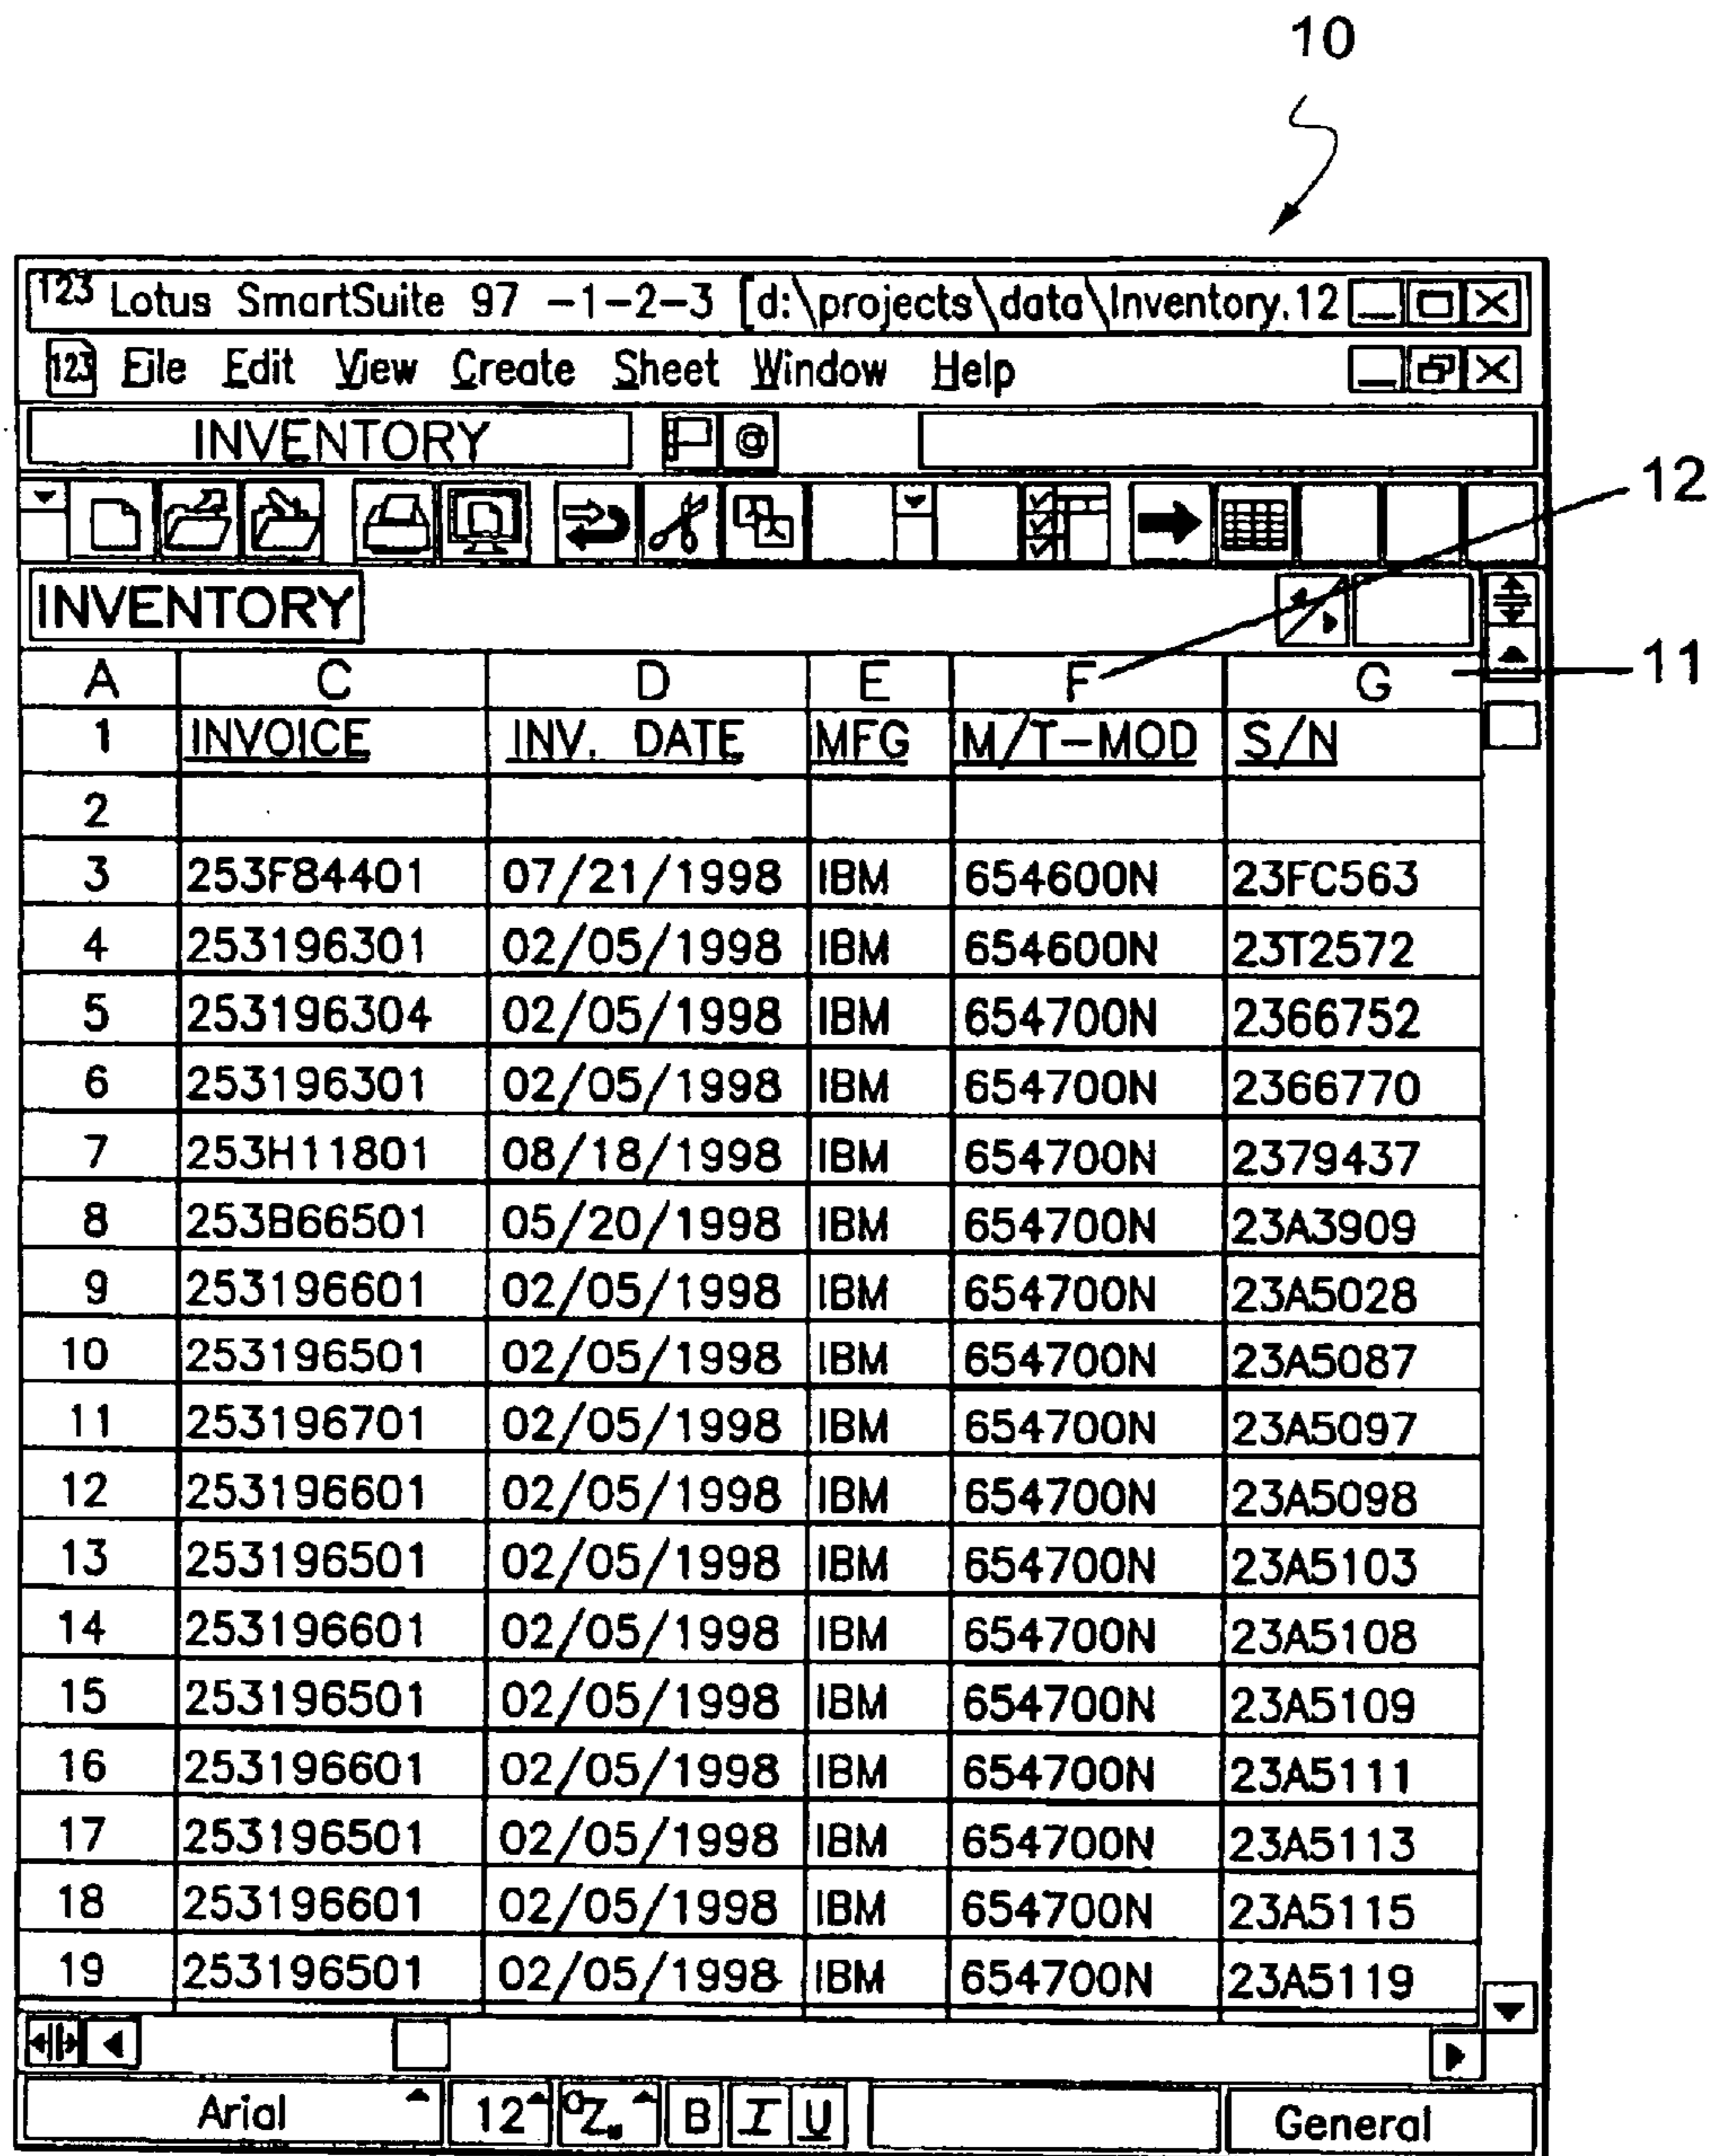 10
123 Lotus SmartSuite 97 -1-2-3 [d:\projects\data\Inventory.12
123 File Edit View Create Sheet Window Help
INVENTORY @
12
INVENTORY
A C D E F G 11
1 INVOICE INV. DATE MFG M/T-MOD S/N
2
3 253F84401 07/21/1998 IBM 654600N 23FC563
4 253196301 02/05/1998 IBM 654600N 23T2572
5 253196304 02/05/1998 IBM 654700N 2366752
6 253196301 02/05/1998 IBM 654700N 2366770
7 253H11801 08/18/1998 IBM 654700N 2379437
8 253B66501 05/20/1998 IBM 654700N 23A3909
9 253196601 02/05/1998 IBM 654700N 23A5028
10 253196501 02/05/1998 IBM 654700N 23A5087
11 253196701 02/05/1998 IBM 654700N 23A5097
12 253196601 02/05/1998 IBM 654700N 23A5098
13 253196501 02/05/1998 IBM 654700N 23A5103
14 253196601 02/05/1998 IBM 654700N 23A5108
15 253196501 02/05/1998 IBM 654700N 23A5109
16 253196601 02/05/1998 IBM 654700N 23A5111
17 253196501 02/05/1998 IBM 654700N 23A5113
18 253196601 02/05/1998 IBM 654700N 23A5115
19 253196501 02/05/1998 IBM 654700N 23A5119
Arial 12 B I U General